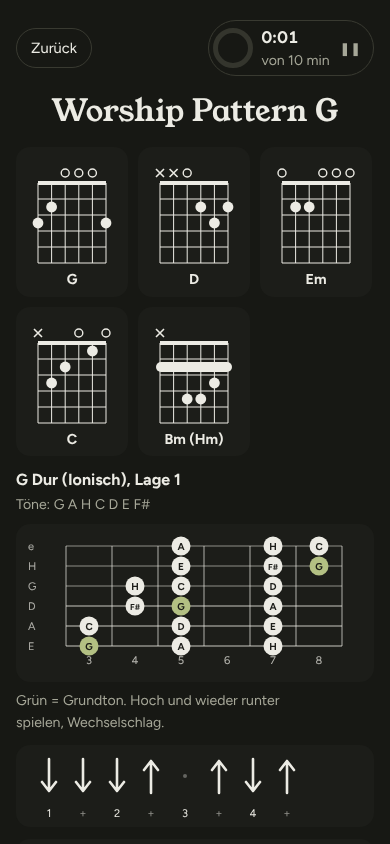 Zurück
0:01
von 10 min
Worship Pattern G
G
D
Em
C
Bm (Hm)
G Dur (Ionisch), Lage 1
Töne: G A H C D E F#
e A H C
H E F# G
G H C D
D F# G A
A C D E
E G A H
3 4 5 7 8
Grün = Grundton. Hoch und wieder runter
spielen, Wechselschlag.
1 + 2 + 3 + 4 +